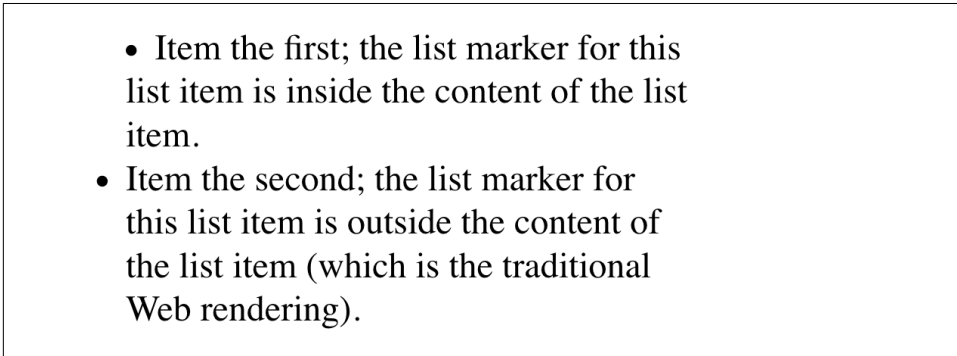 • Item the first; the list marker for this
list item is inside the content of the list
item.
• Item the second; the list marker for
this list item is outside the content of
the list item (which is the traditional
Web rendering).